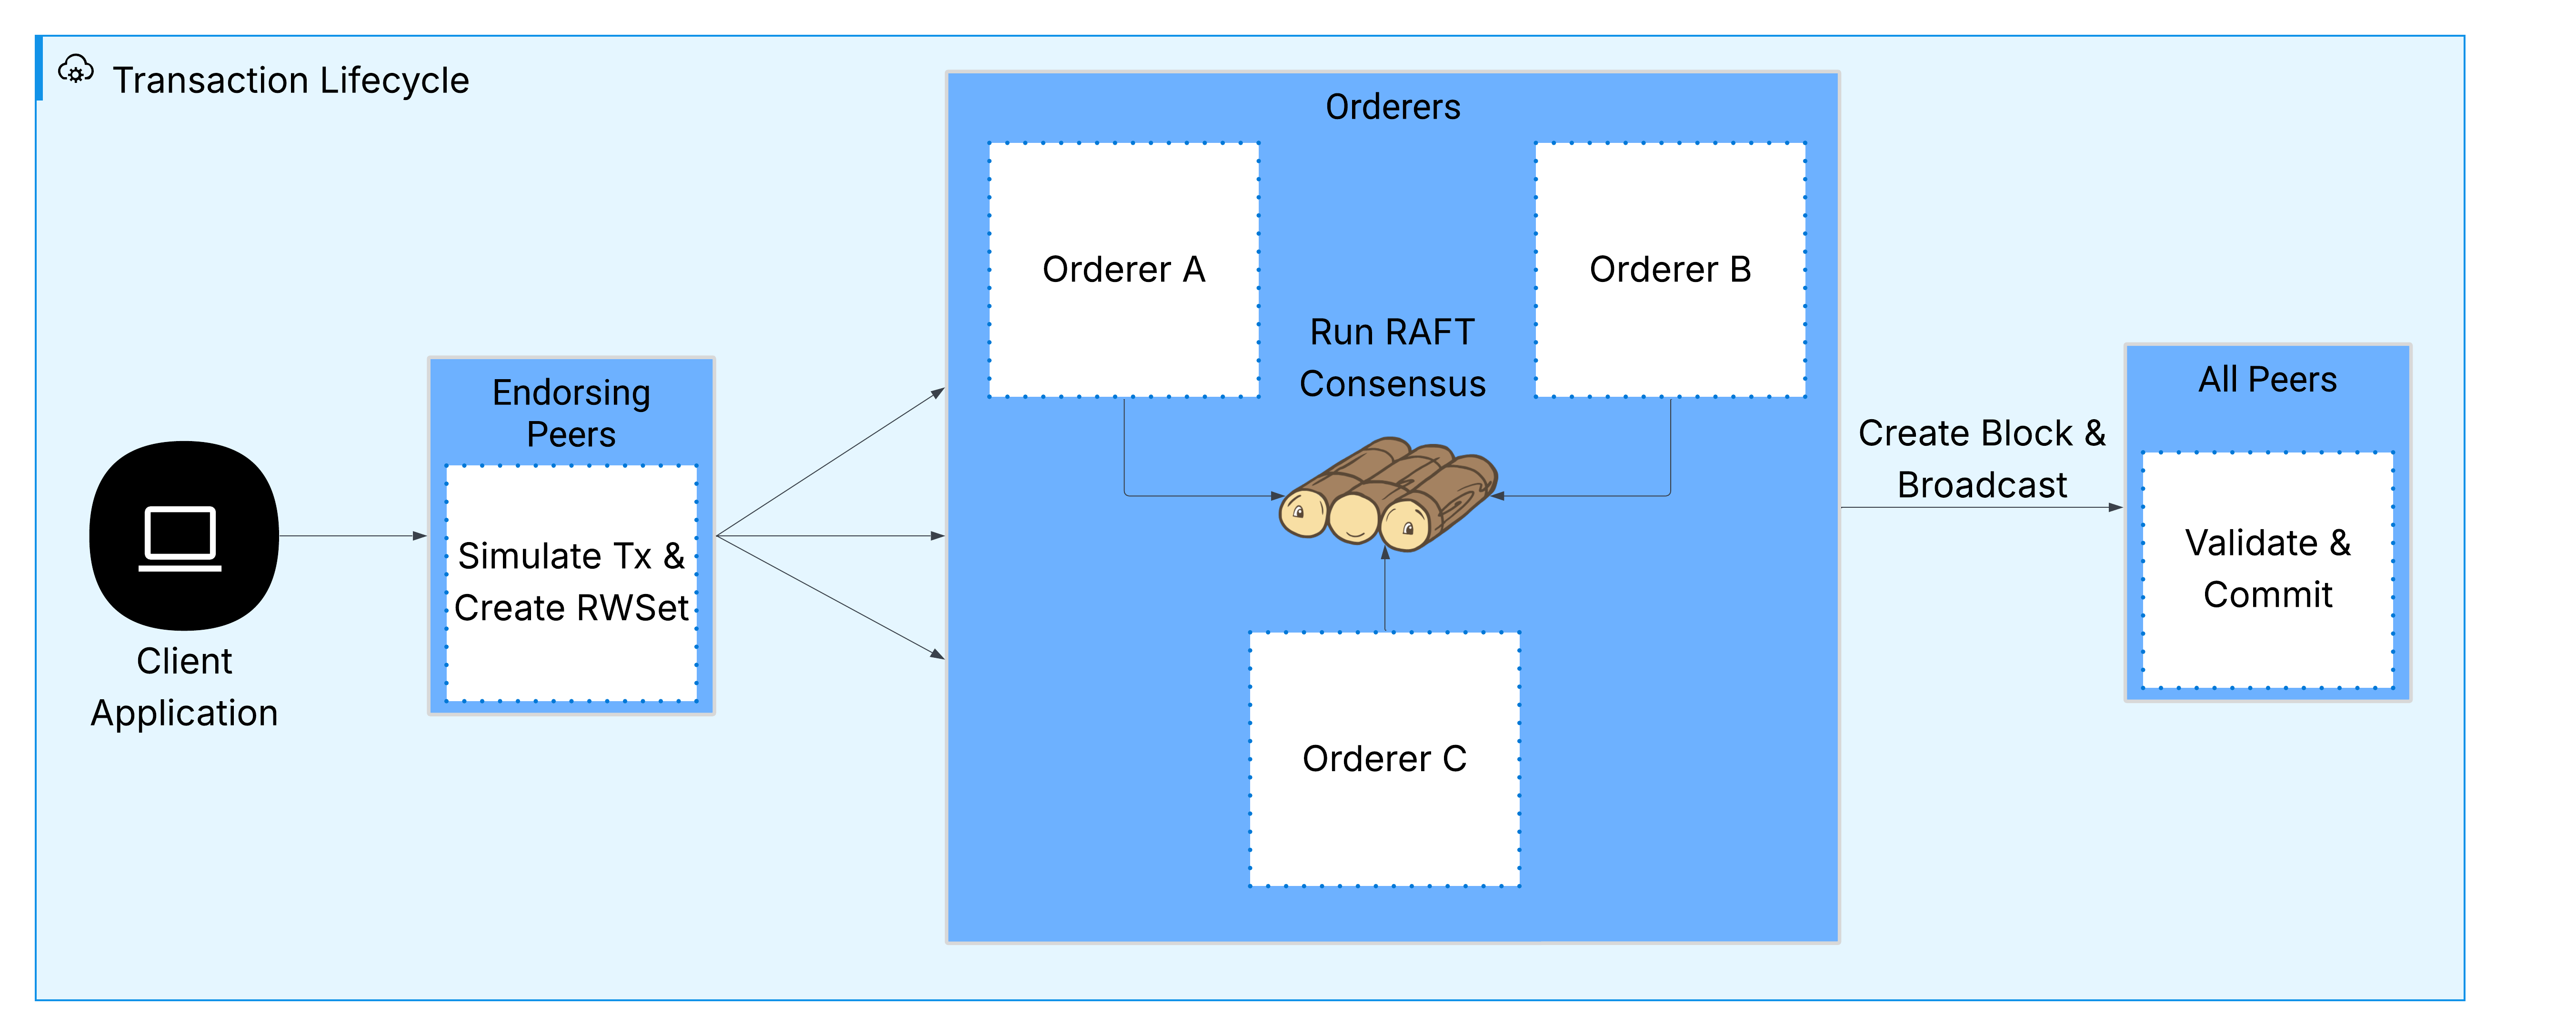 Transaction Lifecycle
Client
Application
Endorsing
Peers
Simulate Tx &
Create RWSet
Orderers
Orderer A
Orderer B
Run RAFT
Consensus
Orderer C
Create Block &
Broadcast
All Peers
Validate &
Commit